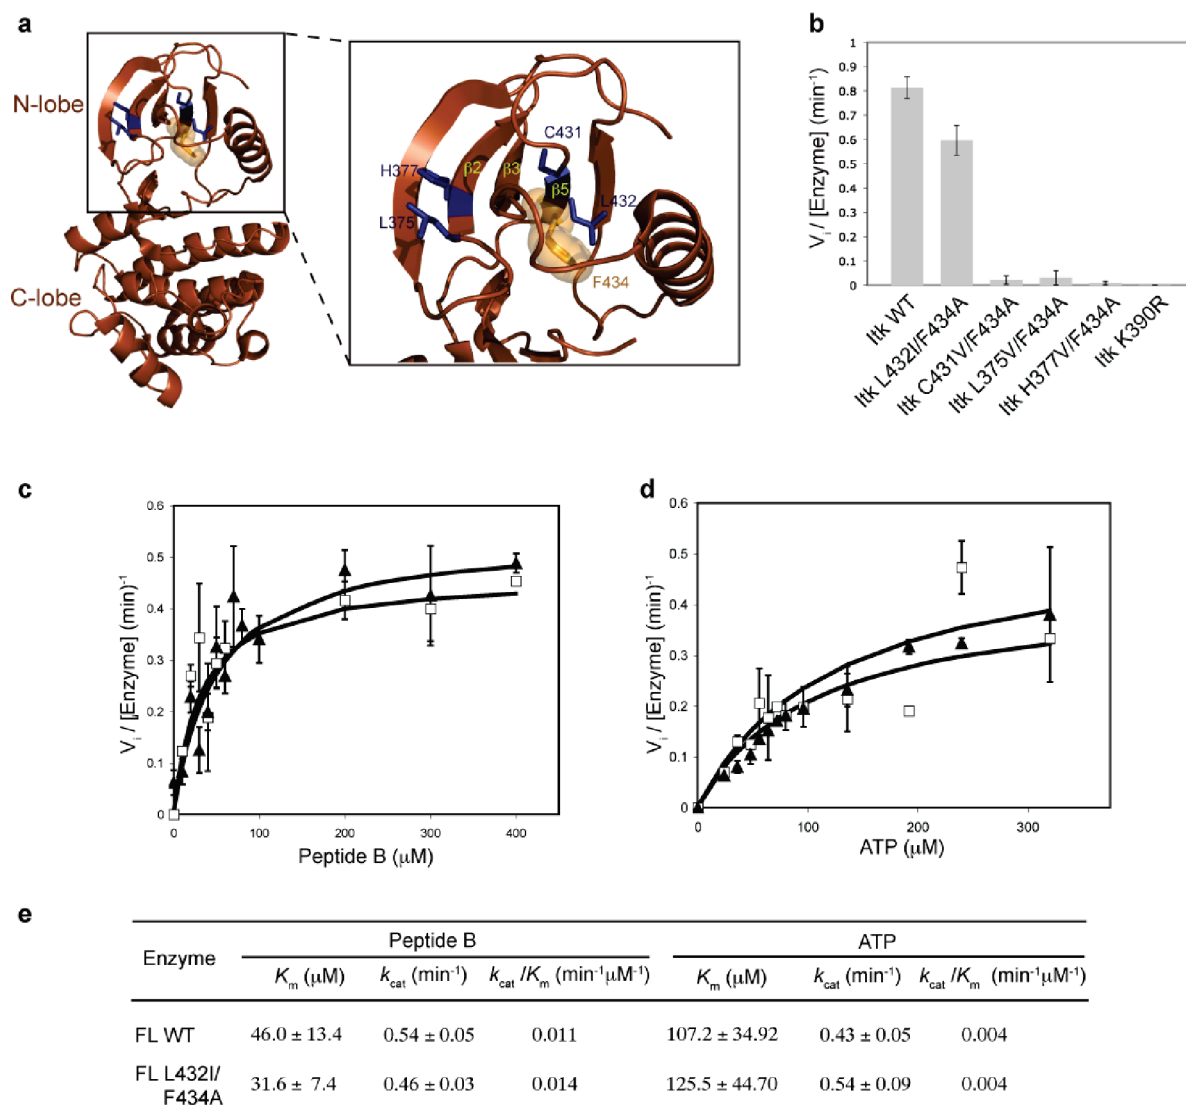 a
N-lobe
C-lobe
C431
H377
β2
β3
β5
L432
L375
F434
b
1
0.9
0.8
0.7
0.6
0.5
0.4
0.3
0.2
0.1
0
Vi / [Enzyme] (min-1)
Itk WT
Itk L432I/F434A
Itk C431V/F434A
Itk L375V/F434A
Itk H377V/F434A
Itk K390R
c
0.6
0.5
0.4
0.3
0.2
0.1
0
Vi / [Enzyme] (min)-1
0 100 200 300 400
Peptide B (μM)
d
0.6
0.5
0.4
0.3
0.2
0.1
0
Vi / [Enzyme] (min)-1
0 100 200 300
ATP (μM)
e
Enzyme Peptide B ATP
Km (μM) kcat (min-1) kcat /Km (min-1μM-1) Km (μM) kcat (min-1) kcat /Km (min-1μM-1)
FL WT 46.0 ± 13.4 0.54 ± 0.05 0.011 107.2 ± 34.92 0.43 ± 0.05 0.004
FL L432I/ 31.6 ± 7.4 0.46 ± 0.03 0.014 125.5 ± 44.70 0.54 ± 0.09 0.004
F434A